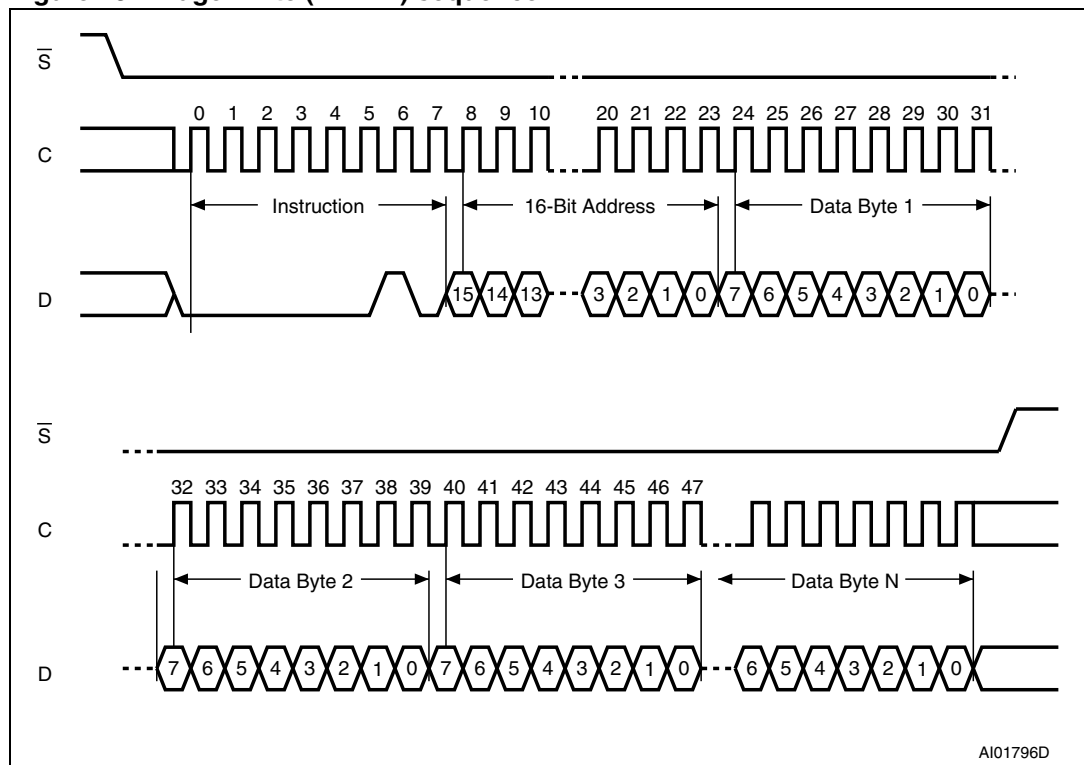 S
0 1 2 3 4 5 6 7 8 9 10 20 21 22 23 24 25 26 27 28 29 30 31
C
Instruction 16-Bit Address Data Byte 1
D 15 14 13 3 2 1 0 7 6 5 4 3 2 1 0
S
32 33 34 35 36 37 38 39 40 41 42 43 44 45 46 47
C
Data Byte 2 Data Byte 3 Data Byte N
D 7 6 5 4 3 2 1 0 7 6 5 4 3 2 1 0 6 5 4 3 2 1 0
AI01796D